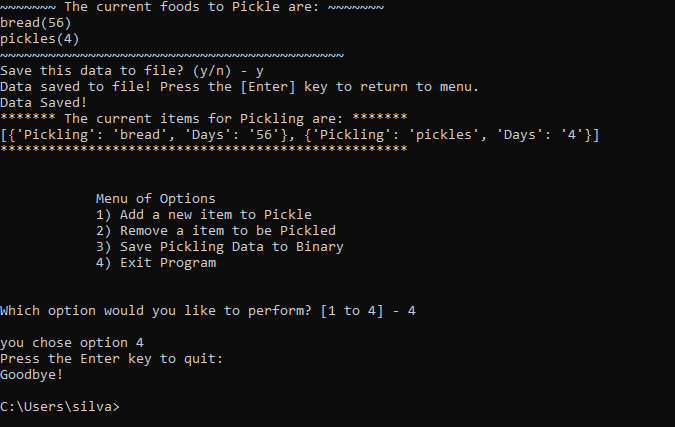 ~~~~~~~ The current foods to Pickle are: ~~~~~~~
bread(56)
pickles(4)
~~~~~~~~~~~~~~~~~~~~~~~~~~~~~~~~~~~~~~~~~~~
Save this data to file? (y/n) - y
Data saved to file! Press the [Enter] key to return to menu.
Data Saved!
******* The current items for Pickling are: *******
[{'Pickling': 'bread', 'Days': '56'}, {'Pickling': 'pickles', 'Days': '4'}]
***************************************************
Menu of Options
1) Add a new item to Pickle
2) Remove a item to be Pickled
3) Save Pickling Data to Binary
4) Exit Program
Which option would you like to perform? [1 to 4] - 4
you chose option 4
Press the Enter key to quit:
Goodbye!
C:\Users\silva>